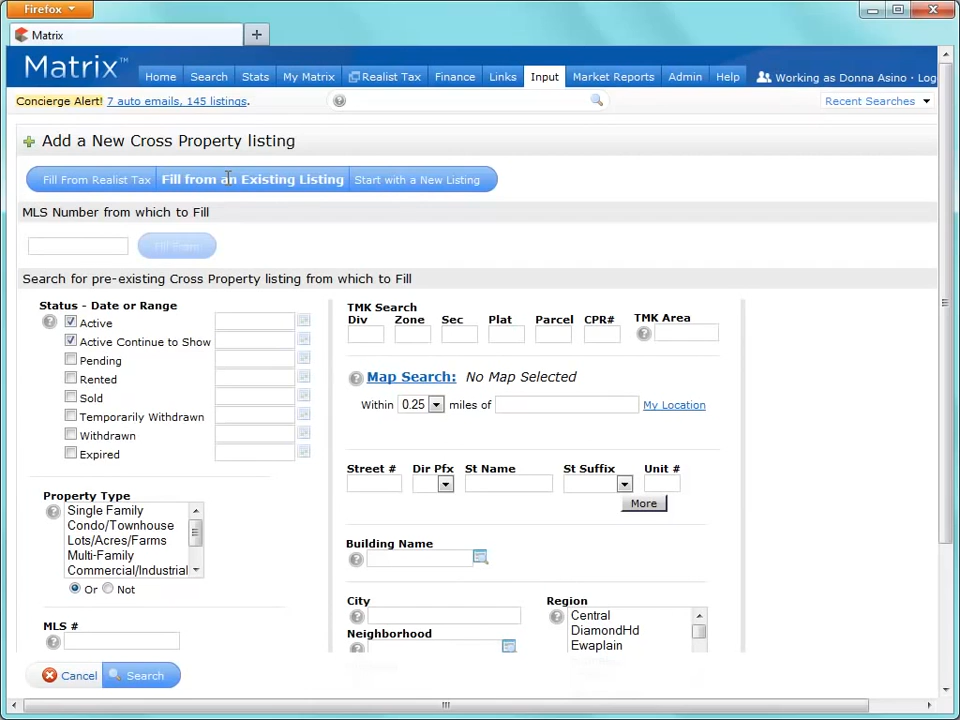 Firefox
Matrix
Matrix™
Home Search Stats My Matrix Realist Tax Finance Links Input Market Reports Admin Help Working as Donna Asino • Log
Concierge Alert! 7 auto emails, 145 listings. Recent Searches
Add a New Cross Property listing
Fill From Realist Tax Fill from an Existing Listing Start with a New Listing
MLS Number from which to Fill
Fill From
Search for pre-existing Cross Property listing from which to Fill
Status - Date or Range
Active
Active Continue to Show
Pending
Rented
Sold
Temporarily Withdrawn
Withdrawn
Expired
Property Type
Single Family
Condo/Townhouse
Lots/Acres/Farms
Multi-Family
Commercial/Industrial
Or Not
MLS #
TMK Search
Div Zone Sec Plat Parcel CPR# TMK Area
Map Search: No Map Selected
Within 0.25 miles of My Location
Street # Dir Pfx St Name St Suffix Unit #
More
Building Name
City
Neighborhood
Region
Central
DiamondHd
Ewaplain
Cancel Search